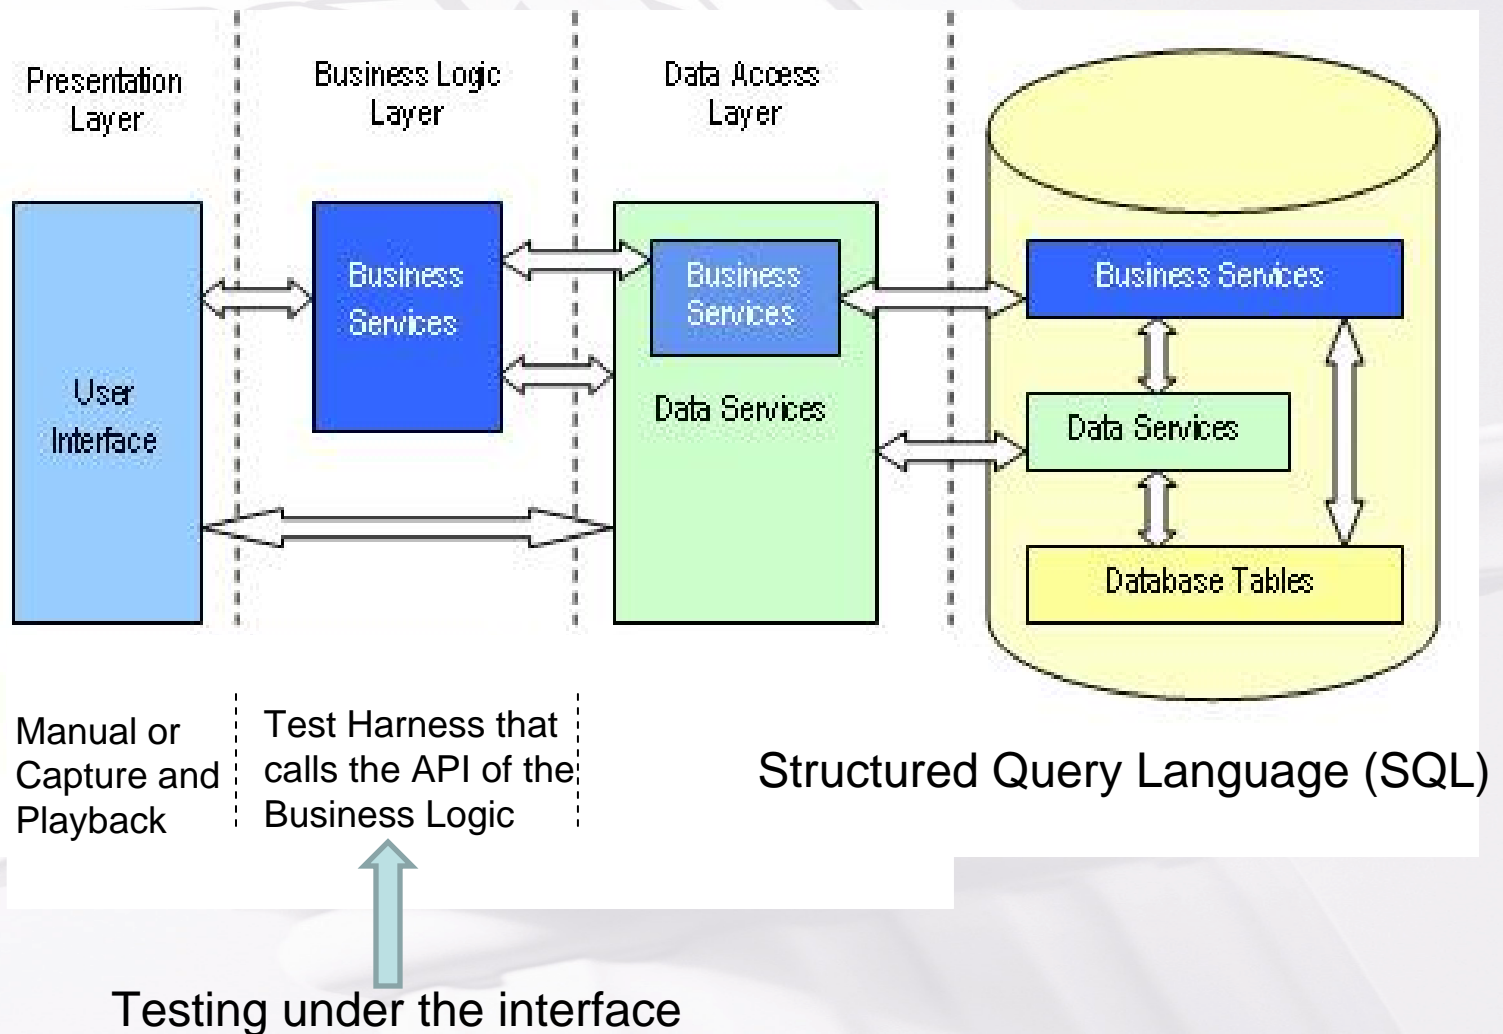 Presentation
Layer
Business Logic
Layer
Data Access
Layer
User
Interface
Business
Services
Business
Services
Data Services
Business Services
Data Services
Database Tables
Manual or
Capture and
Playback
Test Harness that
calls the API of the
Business Logic
Structured Query Language (SQL)
Testing under the interface